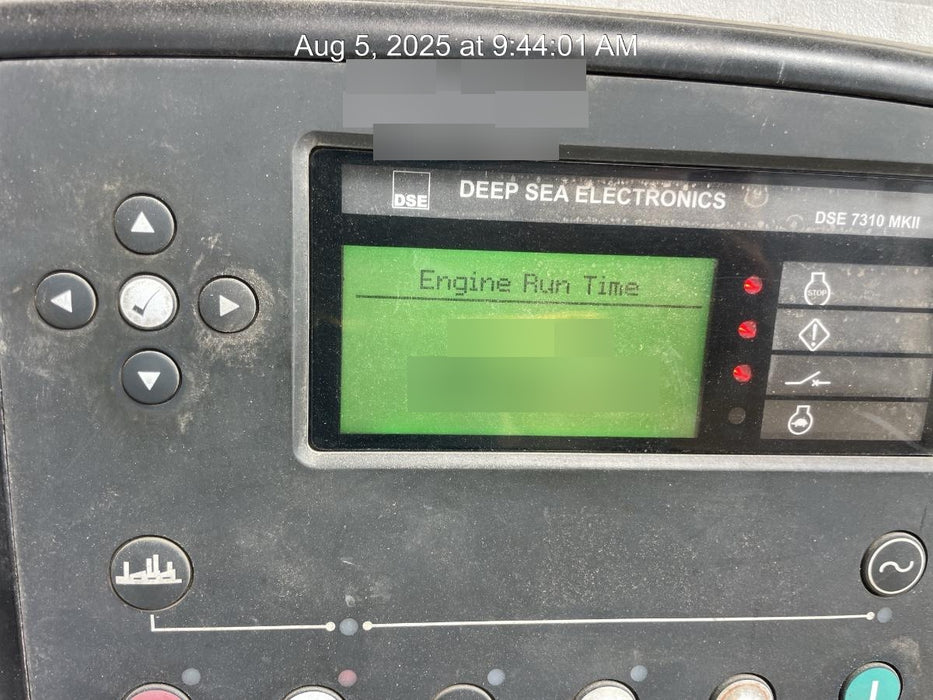 Aug 5, 2025 at 9:44:01 AM
DSE
DEEP SEA ELECTRONICS
DSE 7310 MKII
Engine Run Time
STOP